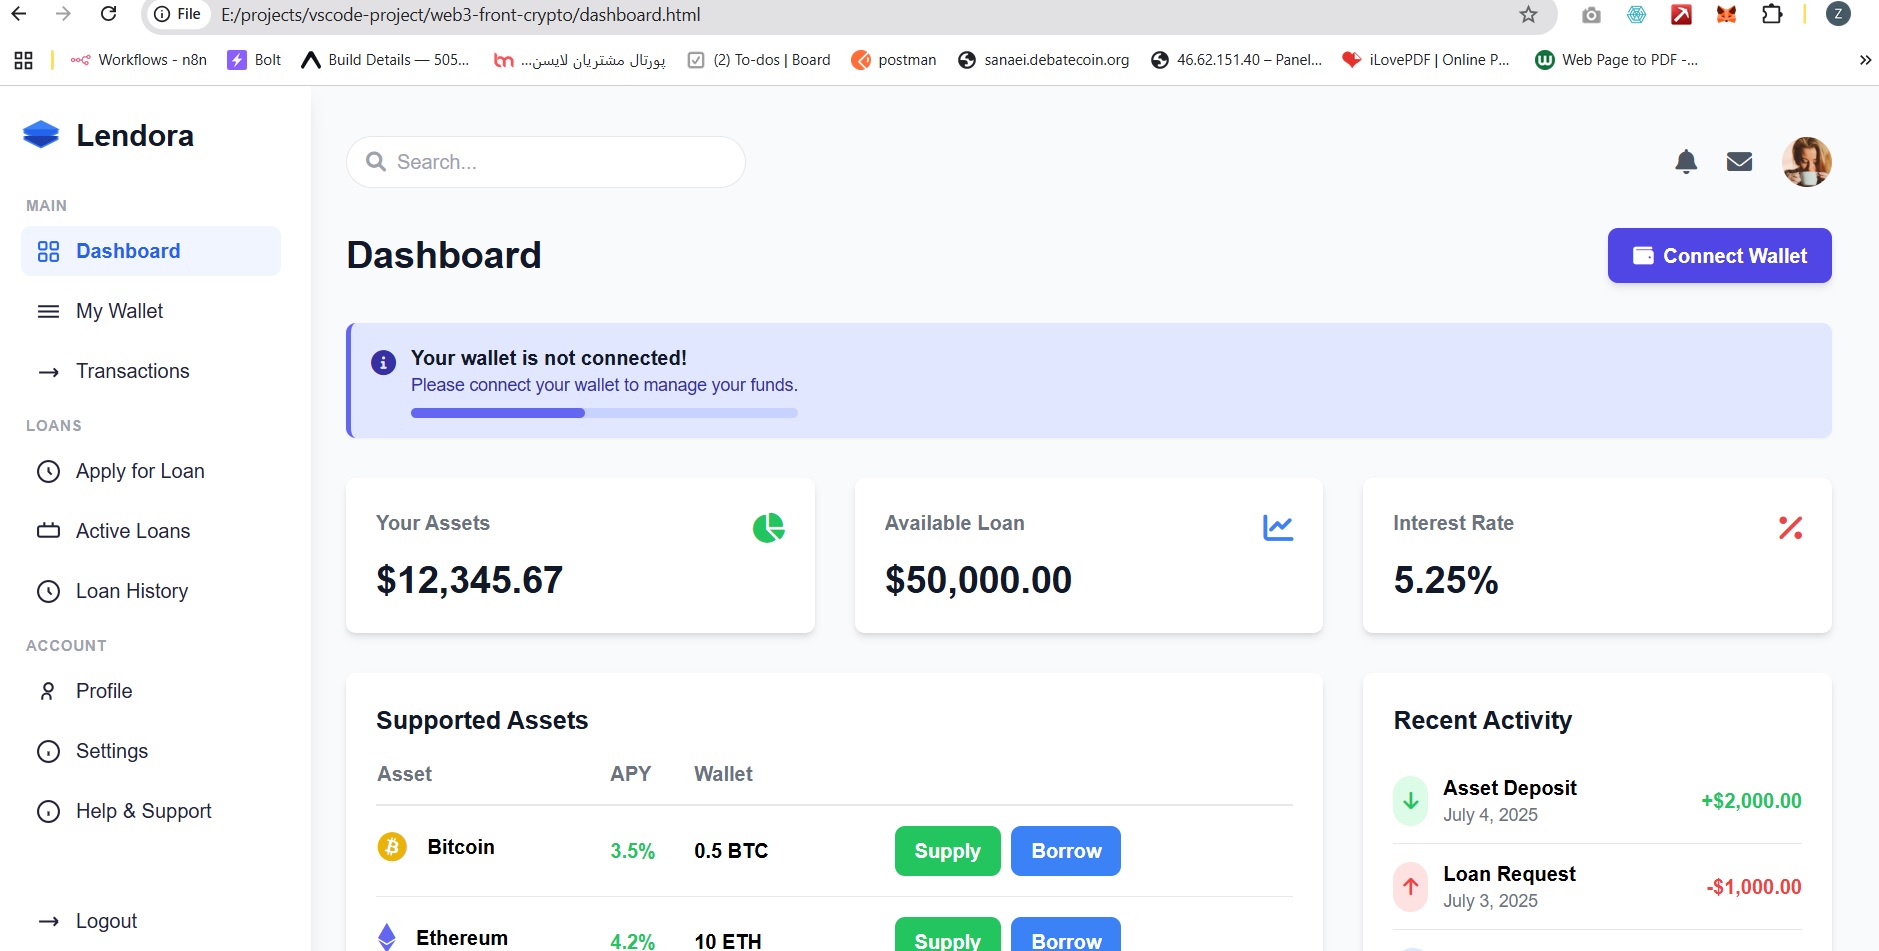 File E:/projects/vscode-project/web3-front-crypto/dashboard.html Z
Workflows - n8n Bolt Build Details — 505... پورتال مشتریان لایسن... (2) To-dos | Board postman sanaei.debatecoin.org 46.62.151.40 – Panel... iLovePDF | Online P... Web Page to PDF -...
Lendora
Search...
MAIN
Dashboard
My Wallet
Transactions
LOANS
Apply for Loan
Active Loans
Loan History
ACCOUNT
Profile
Settings
Help & Support
Logout
Dashboard
Connect Wallet
Your wallet is not connected!
Please connect your wallet to manage your funds.
Your Assets
$12,345.67
Available Loan
$50,000.00
Interest Rate
5.25%
Supported Assets
Asset APY Wallet
Bitcoin 3.5% 0.5 BTC Supply Borrow
Ethereum 4.2% 10 ETH Supply Borrow
Recent Activity
Asset Deposit
July 4, 2025
+$2,000.00
Loan Request
July 3, 2025
-$1,000.00